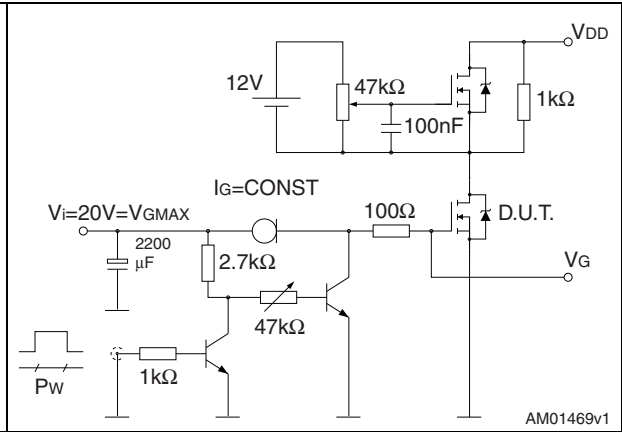 VDD
12V
47kΩ
1kΩ
100nF
IG=CONST
Vi=20V=VGMAX
100Ω
D.U.T.
2200
μF
2.7kΩ
VG
47kΩ
1kΩ
PW
AM01469v1